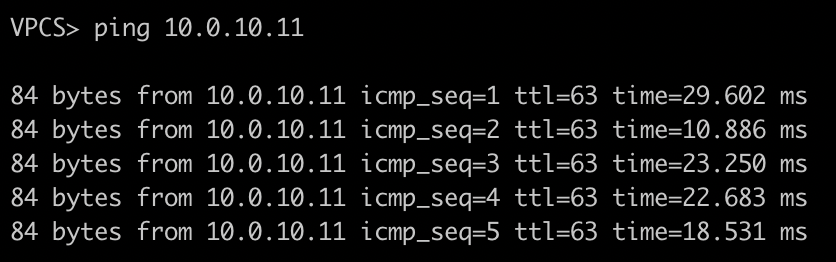 VPCS> ping 10.0.10.11
84 bytes from 10.0.10.11 icmp_seq=1 ttl=63 time=29.602 ms
84 bytes from 10.0.10.11 icmp_seq=2 ttl=63 time=10.886 ms
84 bytes from 10.0.10.11 icmp_seq=3 ttl=63 time=23.250 ms
84 bytes from 10.0.10.11 icmp_seq=4 ttl=63 time=22.683 ms
84 bytes from 10.0.10.11 icmp_seq=5 ttl=63 time=18.531 ms